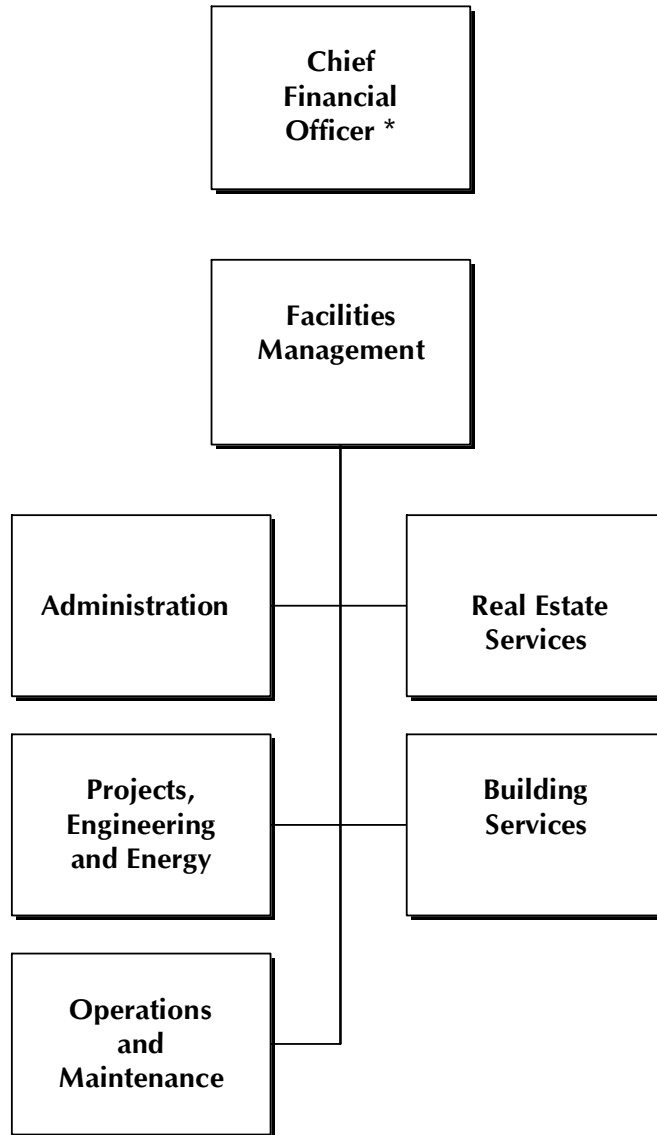 Chief
Financial
Officer *
Facilities
Management
Administration
Real Estate
Services
Projects,
Engineering
and Energy
Building
Services
Operations
and
Maintenance